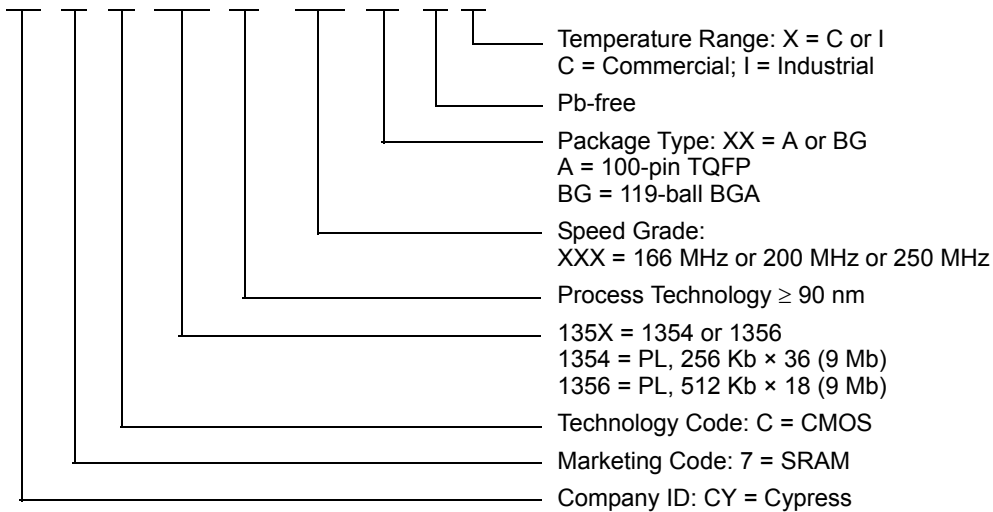 Temperature Range: X = C or I
C = Commercial; I = Industrial
Pb-free
Package Type: XX = A or BG
A = 100-pin TQFP
BG = 119-ball BGA
Speed Grade:
XXX = 166 MHz or 200 MHz or 250 MHz
Process Technology ≥ 90 nm
135X = 1354 or 1356
1354 = PL, 256 Kb × 36 (9 Mb)
1356 = PL, 512 Kb × 18 (9 Mb)
Technology Code: C = CMOS
Marketing Code: 7 = SRAM
Company ID: CY = Cypress